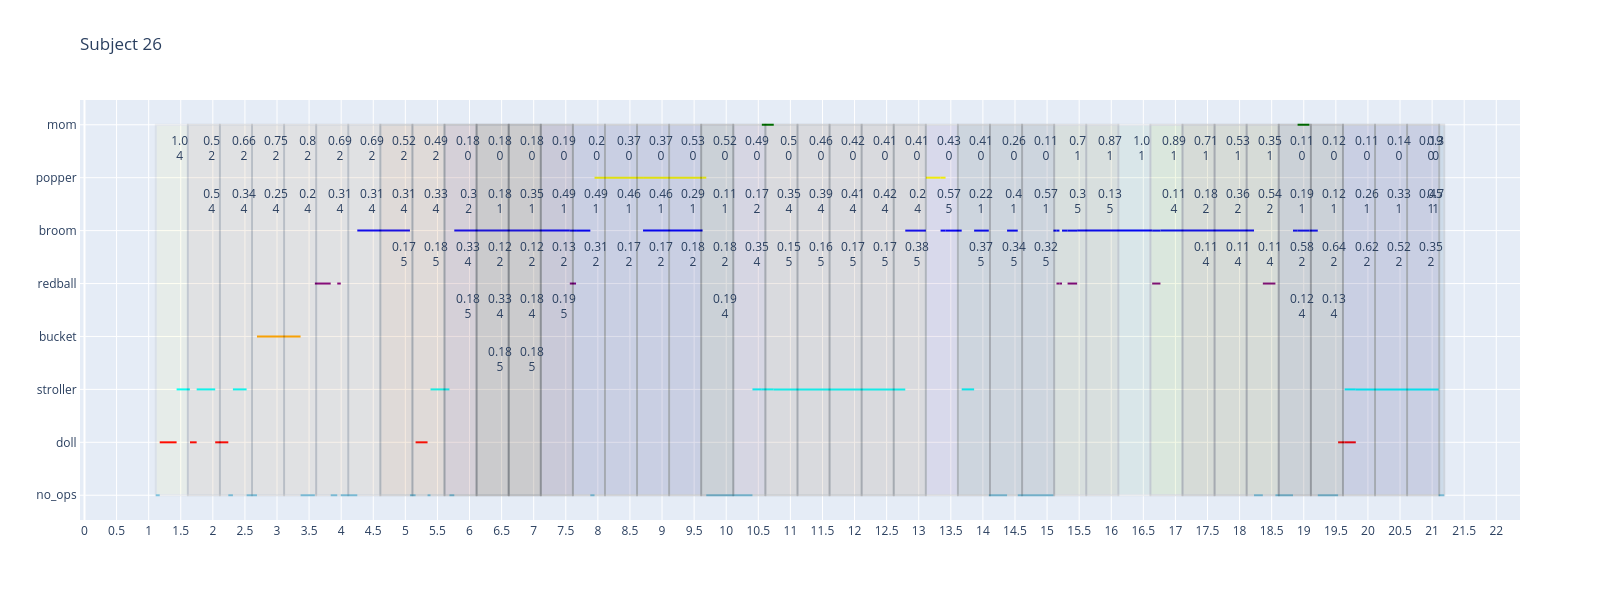 Subject 26
mom
1.0 0.5 0.66 0.75 0.8 0.69 0.69 0.52 0.49 0.18 0.18 0.18 0.19 0.2 0.37 0.37 0.53 0.52 0.49 0.5 0.46 0.42 0.41 0.41 0.43 0.41 0.26 0.11 0.7 0.87 1.0 0.89 0.71 0.53 0.35 0.11 0.12 0.11 0.14
4 2 2 2 2 2 2 2 2 0 0 0 0 0 0 0 0 0 0 0 0 0 0 0 0 0 0 0 1 1 1 1 1 1 1 0 0 0 0
popper
0.5 0.34 0.25 0.2 0.31 0.31 0.31 0.33 0.3 0.18 0.35 0.49 0.49 0.46 0.46 0.29 0.11 0.17 0.35 0.39 0.41 0.42 0.2 0.57 0.22 0.4 0.57 0.3 0.13 0.11 0.18 0.36 0.54 0.19 0.12 0.26 0.33
4 4 4 4 4 4 4 4 2 1 1 1 1 1 1 1 1 2 4 4 4 4 4 5 1 1 1 5 5 4 2 2 2 1 1 1 1
broom
0.17 0.18 0.33 0.12 0.12 0.13 0.31 0.17 0.17 0.18 0.18 0.35 0.15 0.16 0.17 0.17 0.38 0.37 0.34 0.32 0.11 0.11 0.11 0.58 0.64 0.62 0.52 0.35
5 5 4 2 2 2 2 2 2 2 2 4 5 5 5 5 5 5 5 5 4 4 4 2 2 2 2 2
redball
0.18 0.33 0.18 0.19 0.19 0.12 0.13
5 4 4 5 4 4 4
bucket
0.18 0.18
5 5
stroller
doll
no_ops
0 0.5 1 1.5 2 2.5 3 3.5 4 4.5 5 5.5 6 6.5 7 7.5 8 8.5 9 9.5 10 10.5 11 11.5 12 12.5 13 13.5 14 14.5 15 15.5 16 16.5 17 17.5 18 18.5 19 19.5 20 20.5 21 21.5 22